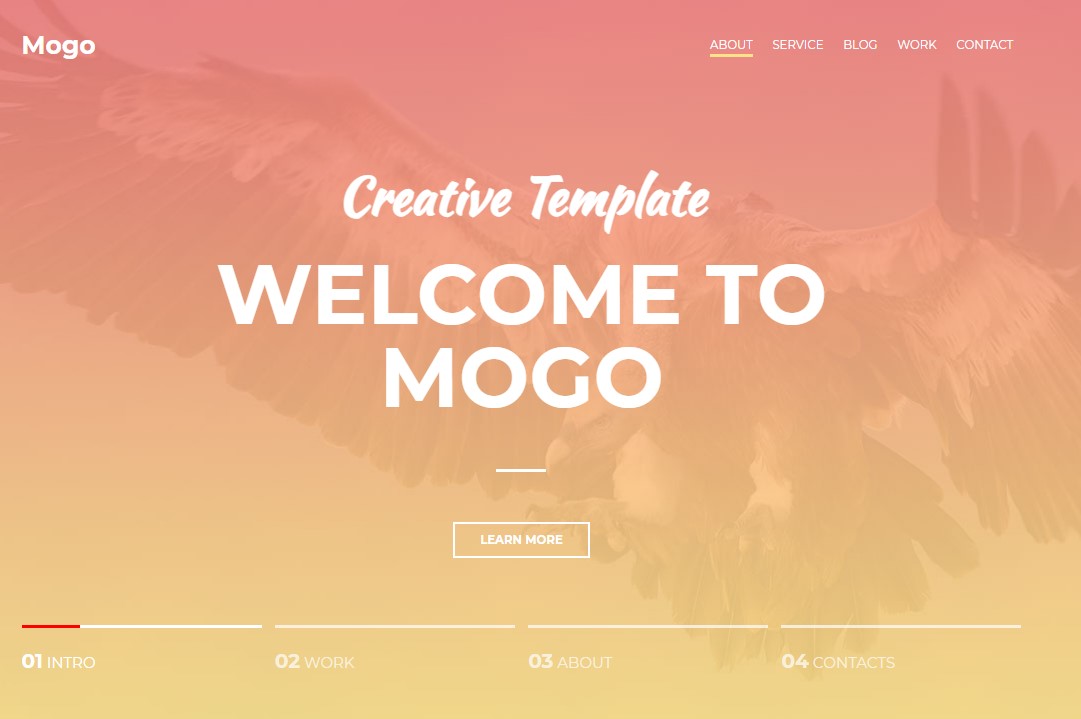 Mogo
ABOUT SERVICE BLOG WORK CONTACT
Creative Template
WELCOME TO
MOGO
LEARN MORE
01 INTRO
02 WORK
03 ABOUT
04 CONTACTS